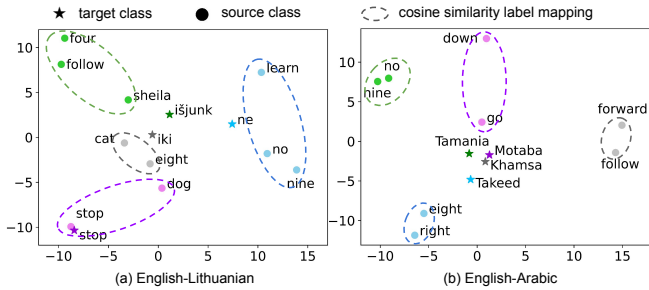 target class
source class
cosine similarity label mapping
10
5
0
−5
−10
−10
−5
0
5
10
15
four
follow
sheila
išjunk
learn
ne
iki
cat
eight
no
nine
dog
stop
stop
(a) English-Lithuanian
10
5
0
−5
−10
−10
−5
0
5
10
15
down
no
nine
go
forward
follow
Tamania
Motaba
Khamsa
Takeed
eight
right
(b) English-Arabic